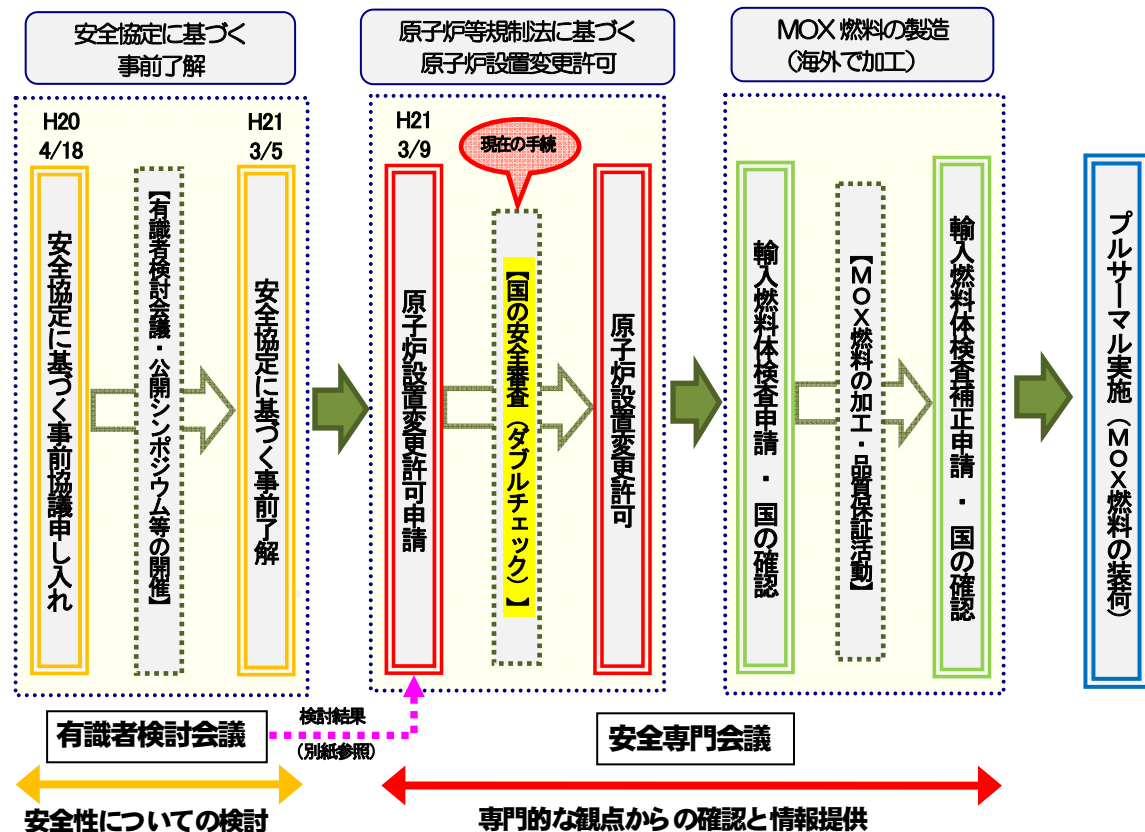 安全協定に基づく
事前了解
H20
4/18
安全協定に基づく事前協議申し入れ
【有識者検討会議・公開シンポジウム等の開催】
H21
3/5
安全協定に基づく事前了解
原子炉等規制法に基づく
原子炉設置変更許可
H21
3/9
原子炉設置変更許可申請
現在の手続
【国の安全審査(ダブルチェック)】
原子炉設置変更許可
MOX 燃料の製造
(海外で加工)
輸入燃料体検査申請・国の確認
【MOX燃料の加工・品質保証活動】
輸入燃料体検査補正申請・国の確認
プルサーマル実施(MOX燃料の装荷)
有識者検討会議
検討結果
(別紙参照)
安全専門会議
安全性についての検討
専門的な観点からの確認と情報提供